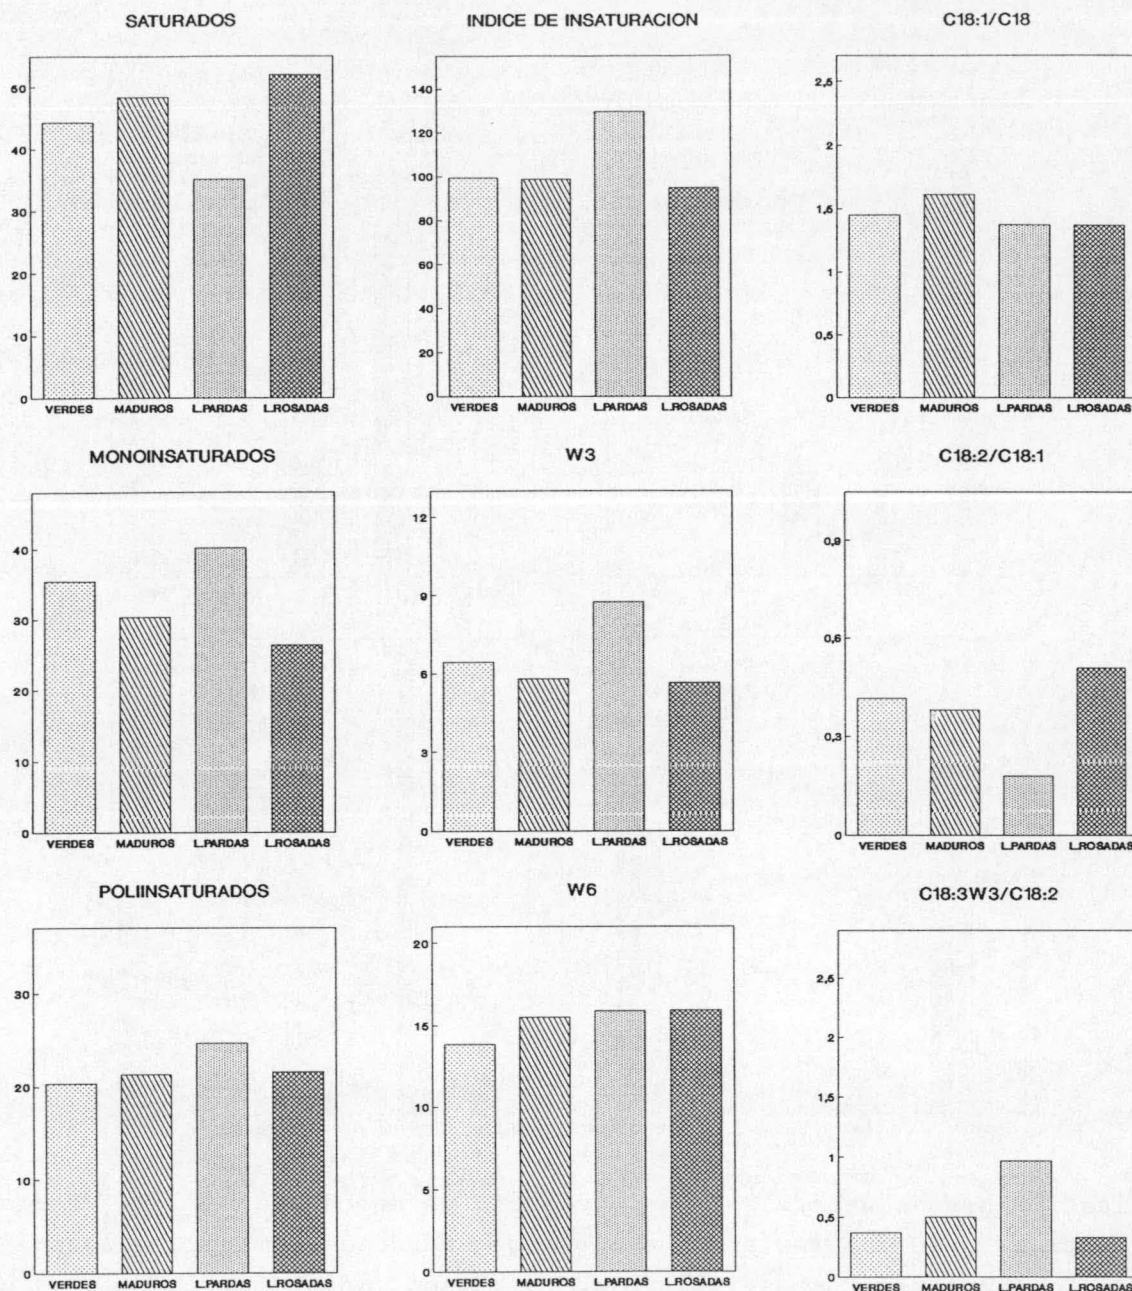 SATURADOS
50
40
30
20
10
0
VERDES MADUROS L.PARDAS L.ROSADAS
INDICE DE INSATURACION
140
120
100
80
60
40
20
0
VERDES MADUROS L.PARDAS L.ROSADAS
C18:1/C18
2,5
2
1,5
1
0,5
0
VERDES MADUROS L.PARDAS L.ROSADAS
MONOINSATURADOS
40
30
20
10
0
VERDES MADUROS L.PARDAS L.ROSADAS
W3
12
9
6
3
0
VERDES MADUROS L.PARDAS L.ROSADAS
C18:2/C18:1
0,9
0,6
0,3
0
VERDES MADUROS L.PARDAS L.ROSADAS
POLIINSATURADOS
30
20
10
0
VERDES MADUROS L.PARDAS L.ROSADAS
W6
20
15
10
5
0
VERDES MADUROS L.PARDAS L.ROSADAS
C18:3W3/C18:2
2,5
2
1,5
1
0,5
0
VERDES MADUROS L.PARDAS L.ROSADAS